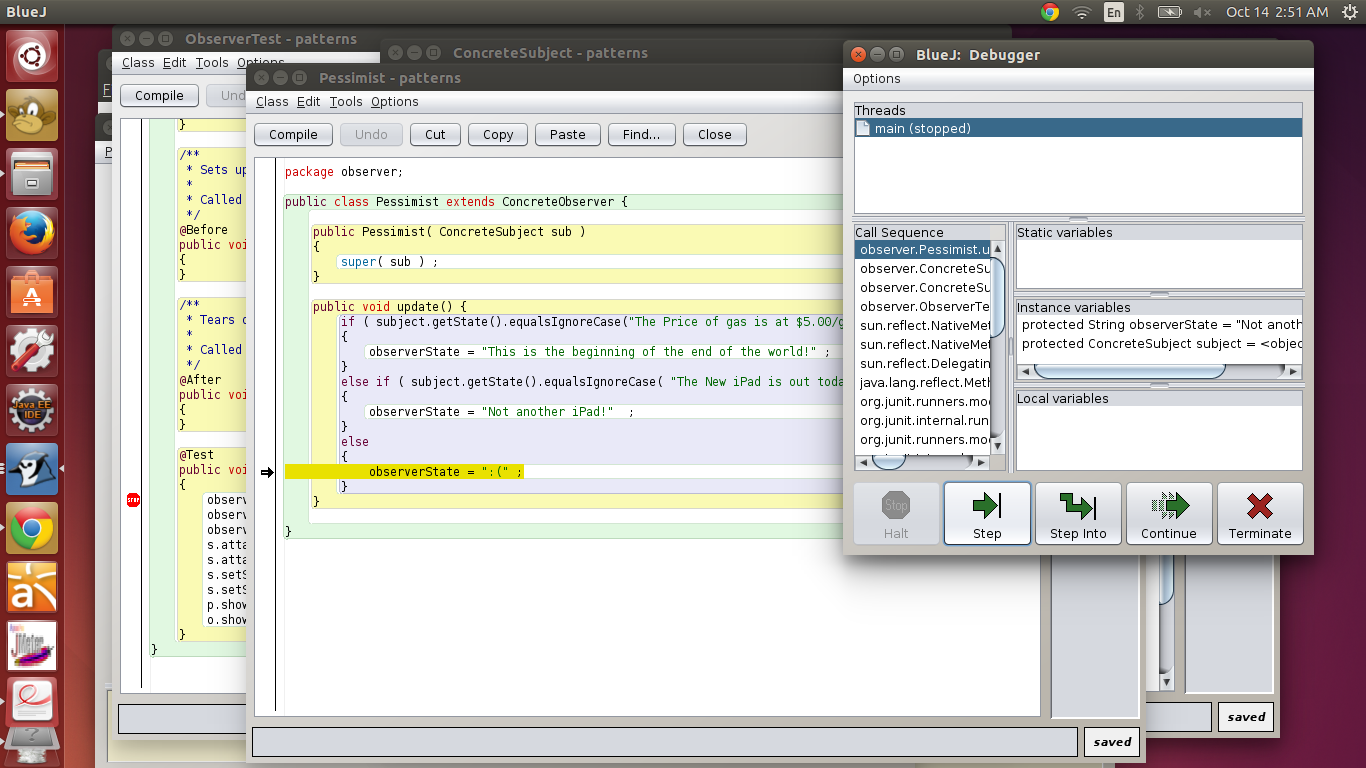 BlueJ
En
Oct 14 2:51 AM
ObserverTest - patterns
Class Edit Tools Options
Compile
}
/**
* Sets up
*
* Called
*/
@Before
public voi
{
}
/**
* Tears
* Called
*/
@After
public voi
{
}
@Test
public voi
{
STOP
observ
observ
observ
s.atta
s.atta
s.setS
s.setS
p.show
o.show
}
}
ConcreteSubject - patterns
Pessimist - patterns
Class Edit Tools Options
Compile Undo Cut Copy Paste Find... Close
package observer;
public class Pessimist extends ConcreteObserver {
public Pessimist( ConcreteSubject sub )
{
super( sub ) ;
}
public void update() {
if ( subject.getState().equalsIgnoreCase("The Price of gas is at $5.00/g
{
observerState = "This is the beginning of the end of the world!" ;
}
else if ( subject.getState().equalsIgnoreCase( "The New iPad is out toda
{
observerState = "Not another iPad!"  ;
}
else
{
observerState = ":(" ;
}
}
}
saved
saved
BlueJ: Debugger
Options
Threads
main (stopped)
Call Sequence
observer.Pessimist.u
observer.ConcreteSu
observer.ConcreteSu
observer.ObserverTe
sun.reflect.NativeMet
sun.reflect.NativeMet
sun.reflect.Delegatin
java.lang.reflect.Meth
org.junit.runners.mod
org.junit.internal.run
org.junit.runners.mod
Static variables
Instance variables
protected String observerState = "Not anoth
protected ConcreteSubject subject = <objec
Local variables
Stop
Halt
Step
Step Into
Continue
Terminate
Java EE
IDE
JMeter